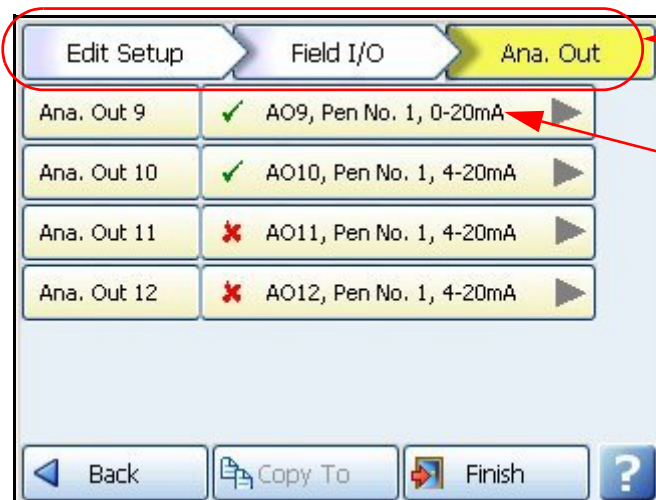 Edit Setup Field I/O Ana. Out
Ana. Out 9 AO9, Pen No. 1, 0-20mA
Ana. Out 10 AO10, Pen No. 1, 4-20mA
Ana. Out 11 AO11, Pen No. 1, 4-20mA
Ana. Out 12 AO12, Pen No. 1, 4-20mA
Back Copy To Finish ?